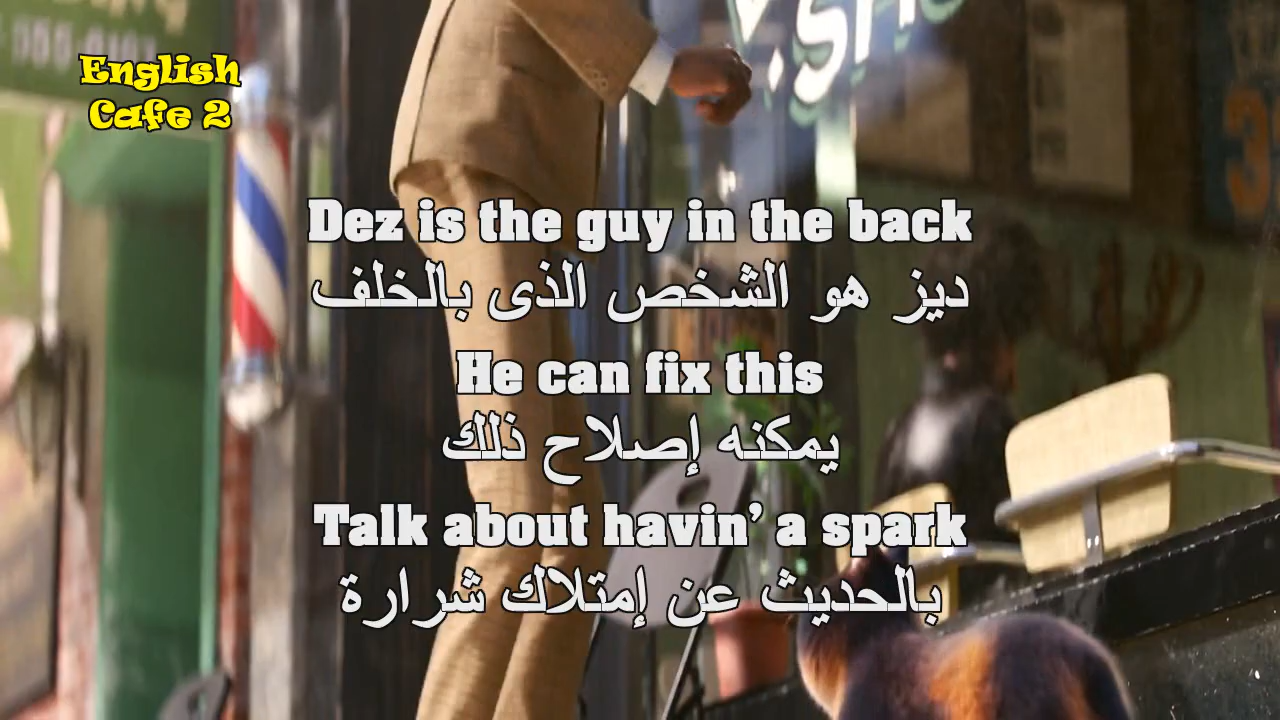 English
Cafe 2
Dez is the guy in the back
ديز هو الشخص الذى بالخلف
He can fix this
يمكنه إصلاح ذلك
Talk about havin’ a spark
بالحديث عن إمتلاك شرارة
3